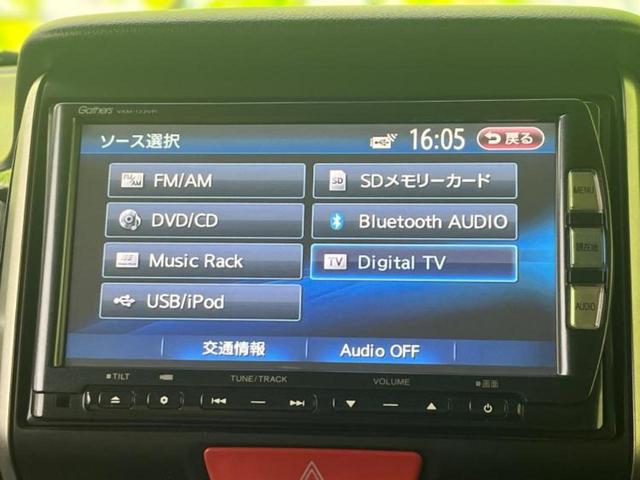 Gathers
ソース選択
16:05
戻る
FM/AM
SD
SDメモリーカード
DVD/CD
Bluetooth AUDIO
Music Rack
TV
Digital TV
USB/iPod
交通情報
Audio OFF
MENU
現在地
AUDIO
TILT
TUNE/TRACK
VOLUME
画面